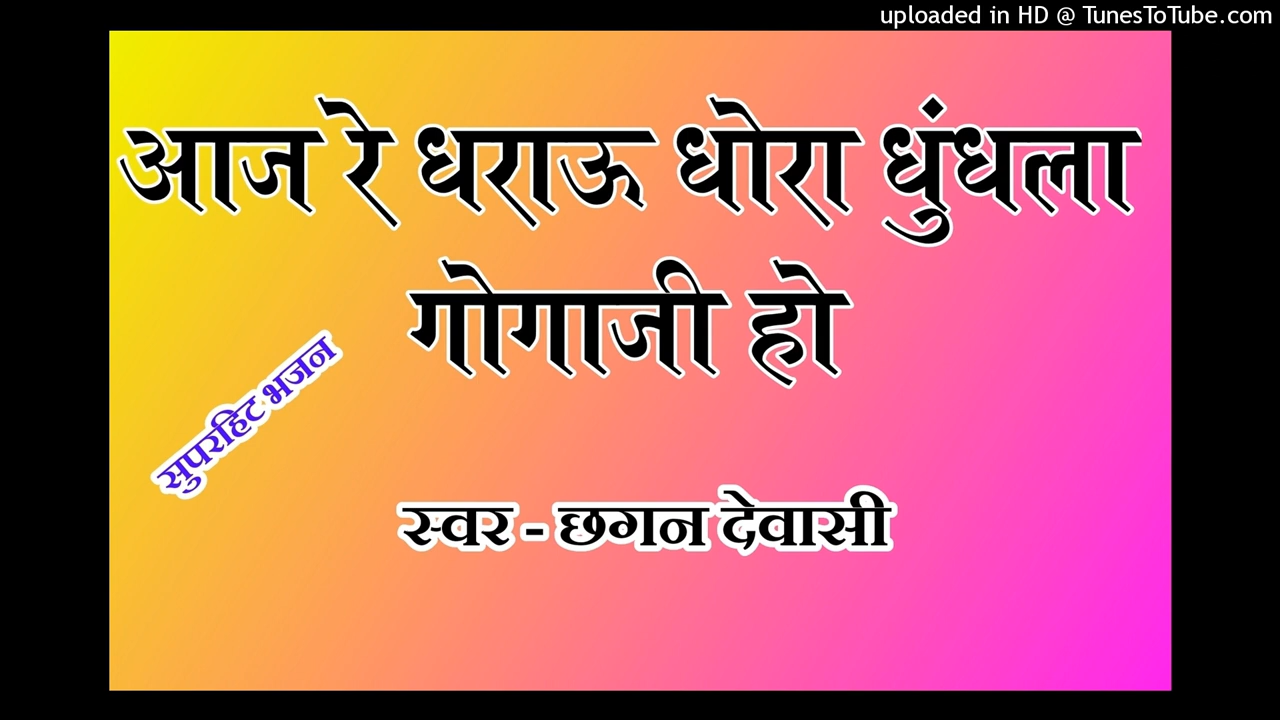 uploaded in HD @ TunesToTube.com
आज रे धराऊ धोरा धुंधला
गोगाजी हो
सुपरहिट भजन
स्वर - छगन देवासी